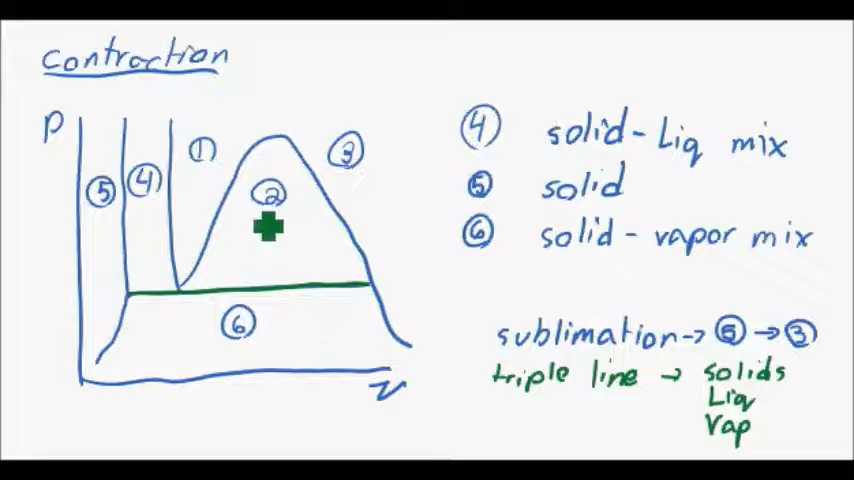 contraction
P
⑤ ④ ① ② ③
⑥
v
④ solid-Liq mix
⑤ solid
⑥ solid-vapor mix
sublimation→⑤→③
triple line → solids
Liq
Vap